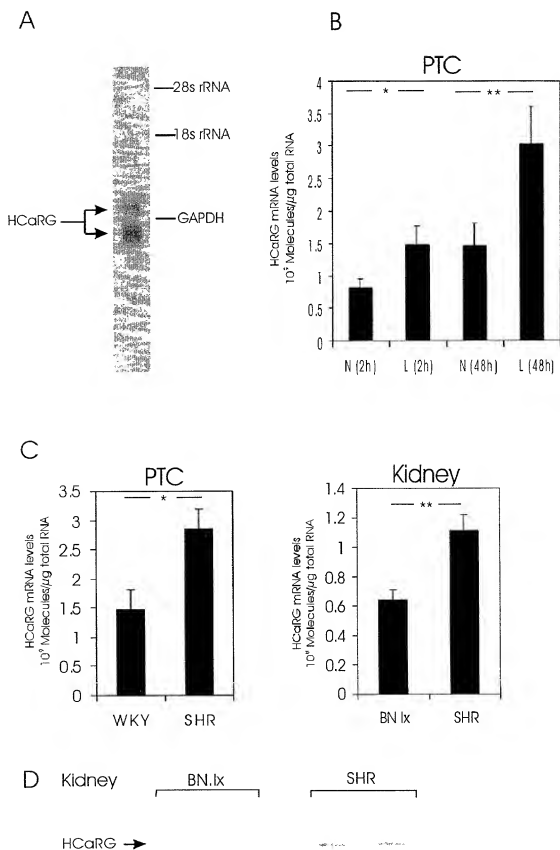 A
28s rRNA
18s rRNA
HCaRG
GAPDH
B
PTC
* **
HCaRG mRNA levels
10⁹ Molecules/µg total RNA
4
3.5
3
2.5
2
1.5
1
0.5
0
N (2h) L (2h) N (48h) L (48h)
C
PTC
*
HCaRG mRNA levels
10⁹ Molecules/µg total RNA
3.5
3
2.5
2
1.5
1
0.5
0
WKY SHR
Kidney
**
HCaRG mRNA levels
10⁹ Molecules/µg total RNA
1.4
1.2
1
0.8
0.6
0.4
0.2
0
BN lx SHR
D Kidney BN.lx SHR
HCaRG